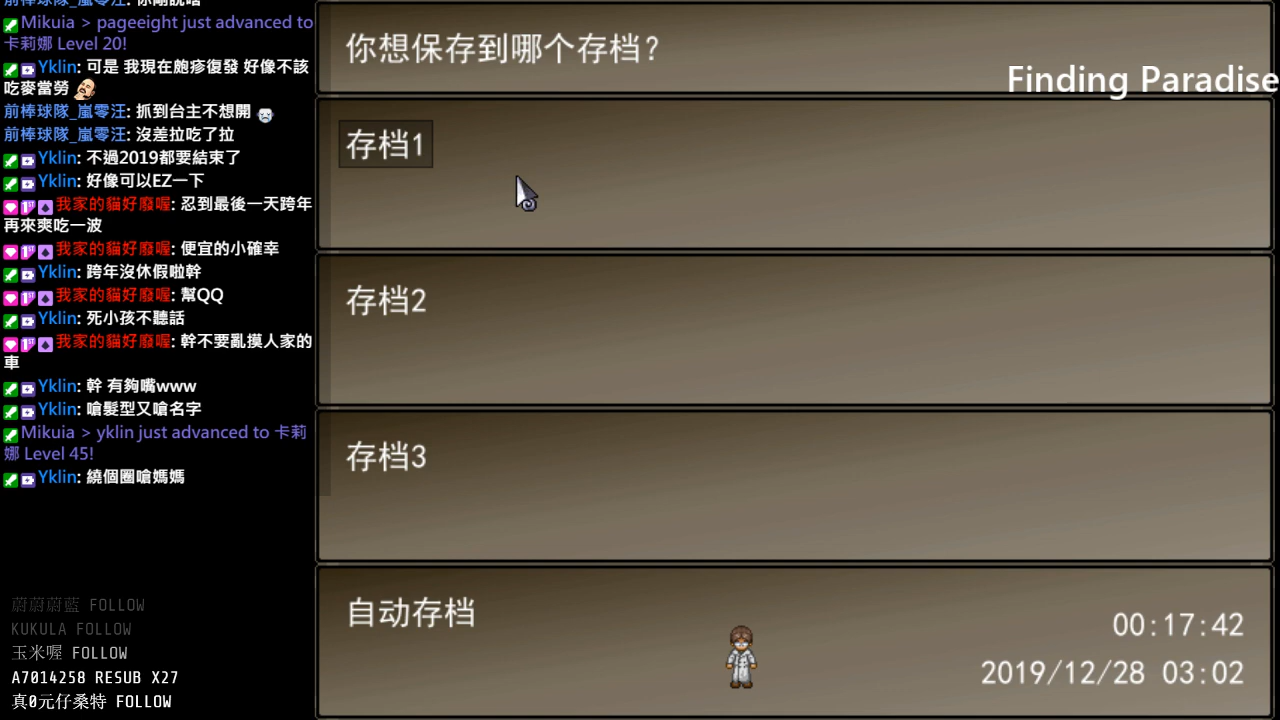 Mikuia > pageeight just advanced to
卡莉娜 Level 20!
Yklin: 可是 我現在皰疹復發 好像不該
吃麥當勞
前棒球隊_嵐零汪: 抓到台主不想開
前棒球隊_嵐零汪: 沒差拉吃了拉
Yklin: 不過2019都要結束了
Yklin: 好像可以EZ一下
我家的貓好廢喔: 忍到最後一天跨年
再來爽吃一波
我家的貓好廢喔: 便宜的小確幸
Yklin: 跨年沒休假啦幹
我家的貓好廢喔: 幫QQ
Yklin: 死小孩不聽話
我家的貓好廢喔: 幹不要亂摸人家的
車
Yklin: 幹 有夠嘴www
Yklin: 嗆髮型又嗆名字
Mikuia > yklin just advanced to 卡莉
娜 Level 45!
Yklin: 繞個圈嗆媽媽
蔚蔚蔚藍 FOLLOW
KUKULA FOLLOW
玉米喔 FOLLOW
A7014258 RESUB X27
真0元仔桑特 FOLLOW
你想保存到哪个存档?
Finding Paradise
存档1
存档2
存档3
自动存档
00:17:42
2019/12/28 03:02